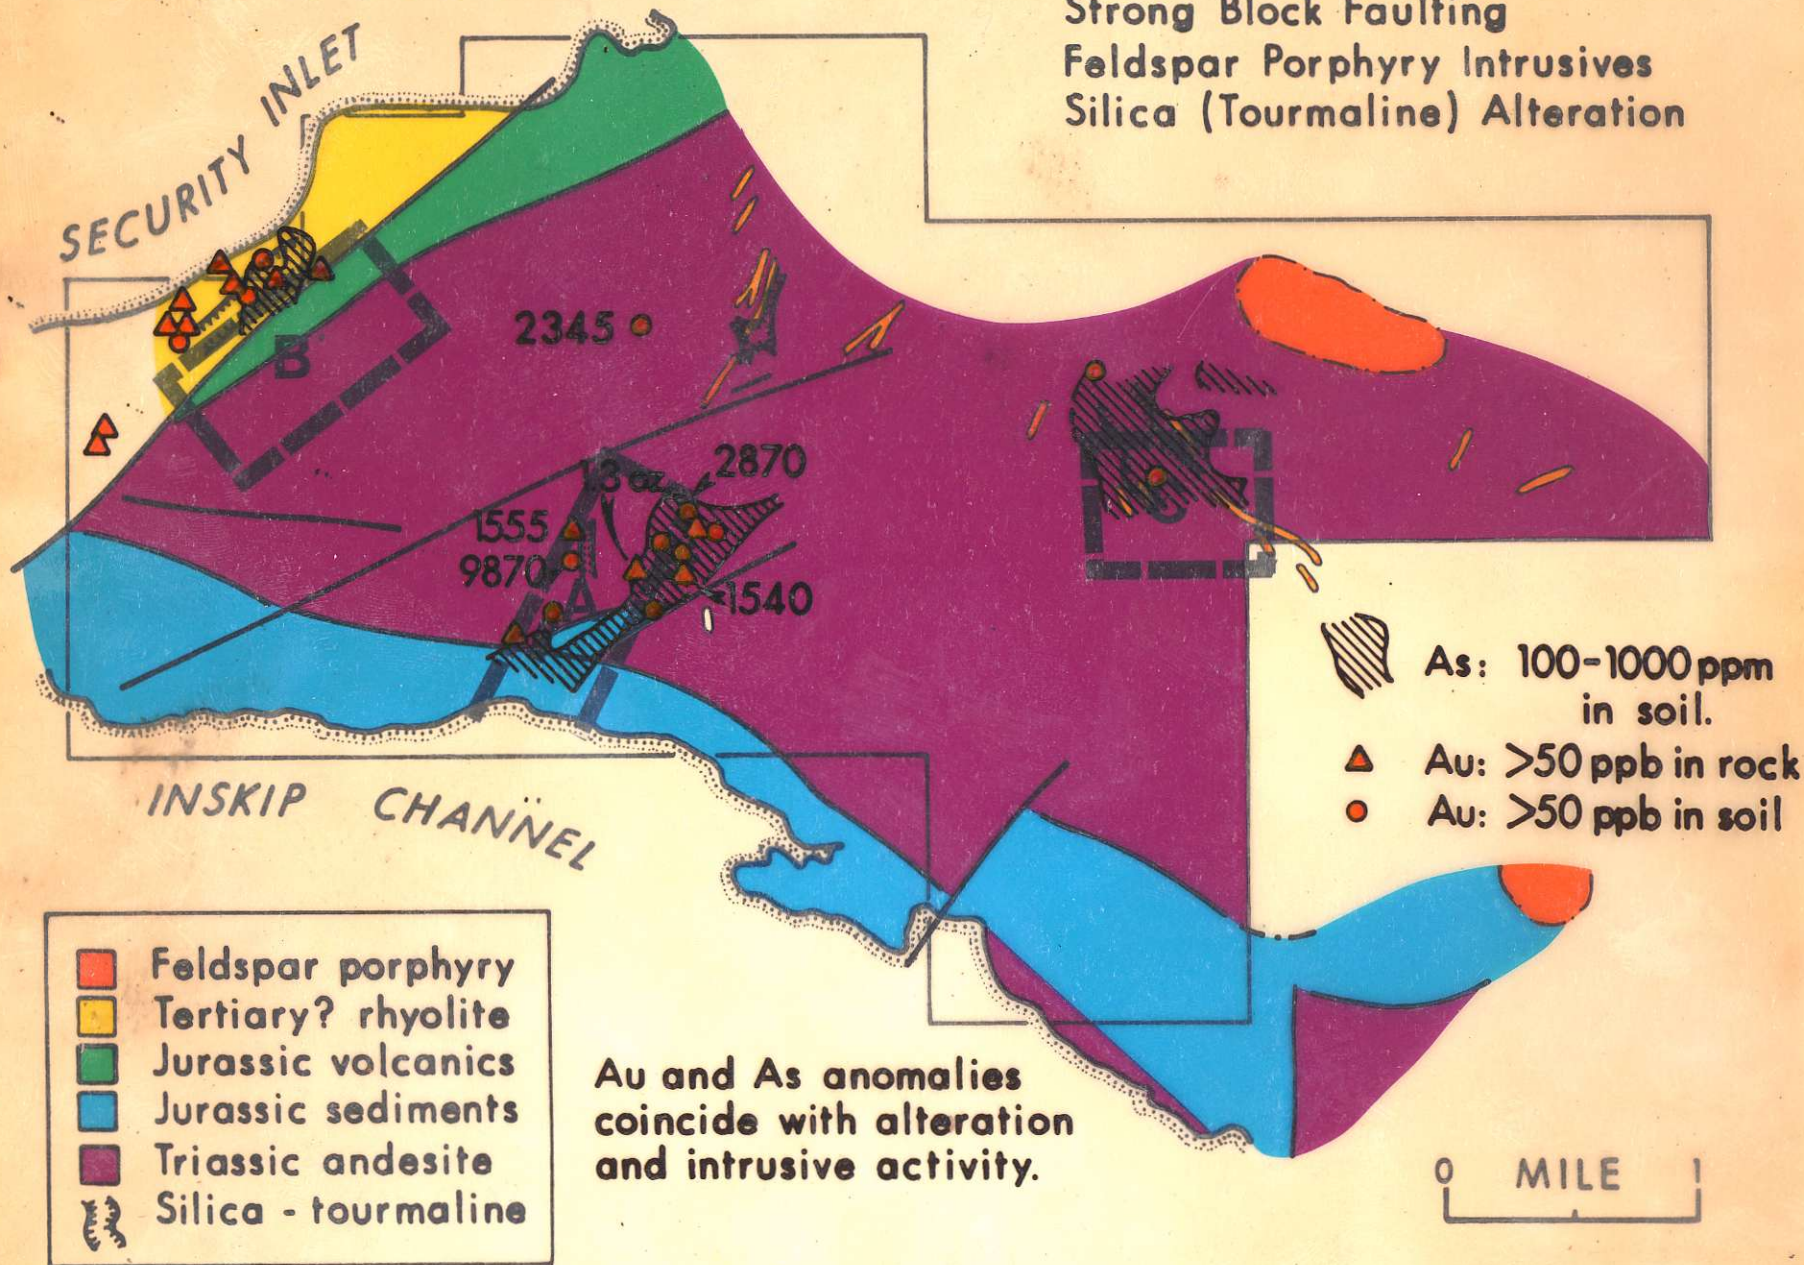 Strong Block Faulting
Feldspar Porphyry Intrusives
Silica (Tourmaline) Alteration
SECURITY INLET
B
2345
1.3 oz
2870
1555
9870
A
1540
C
As: 100-1000 ppm
in soil.
Au: >50 ppb in rock
Au: >50 ppb in soil
INSKIP CHANNEL
Feldspar porphyry
Tertiary? rhyolite
Jurassic volcanics
Jurassic sediments
Triassic andesite
Silica - tourmaline
Au and As anomalies
coincide with alteration
and intrusive activity.
0 MILE 1